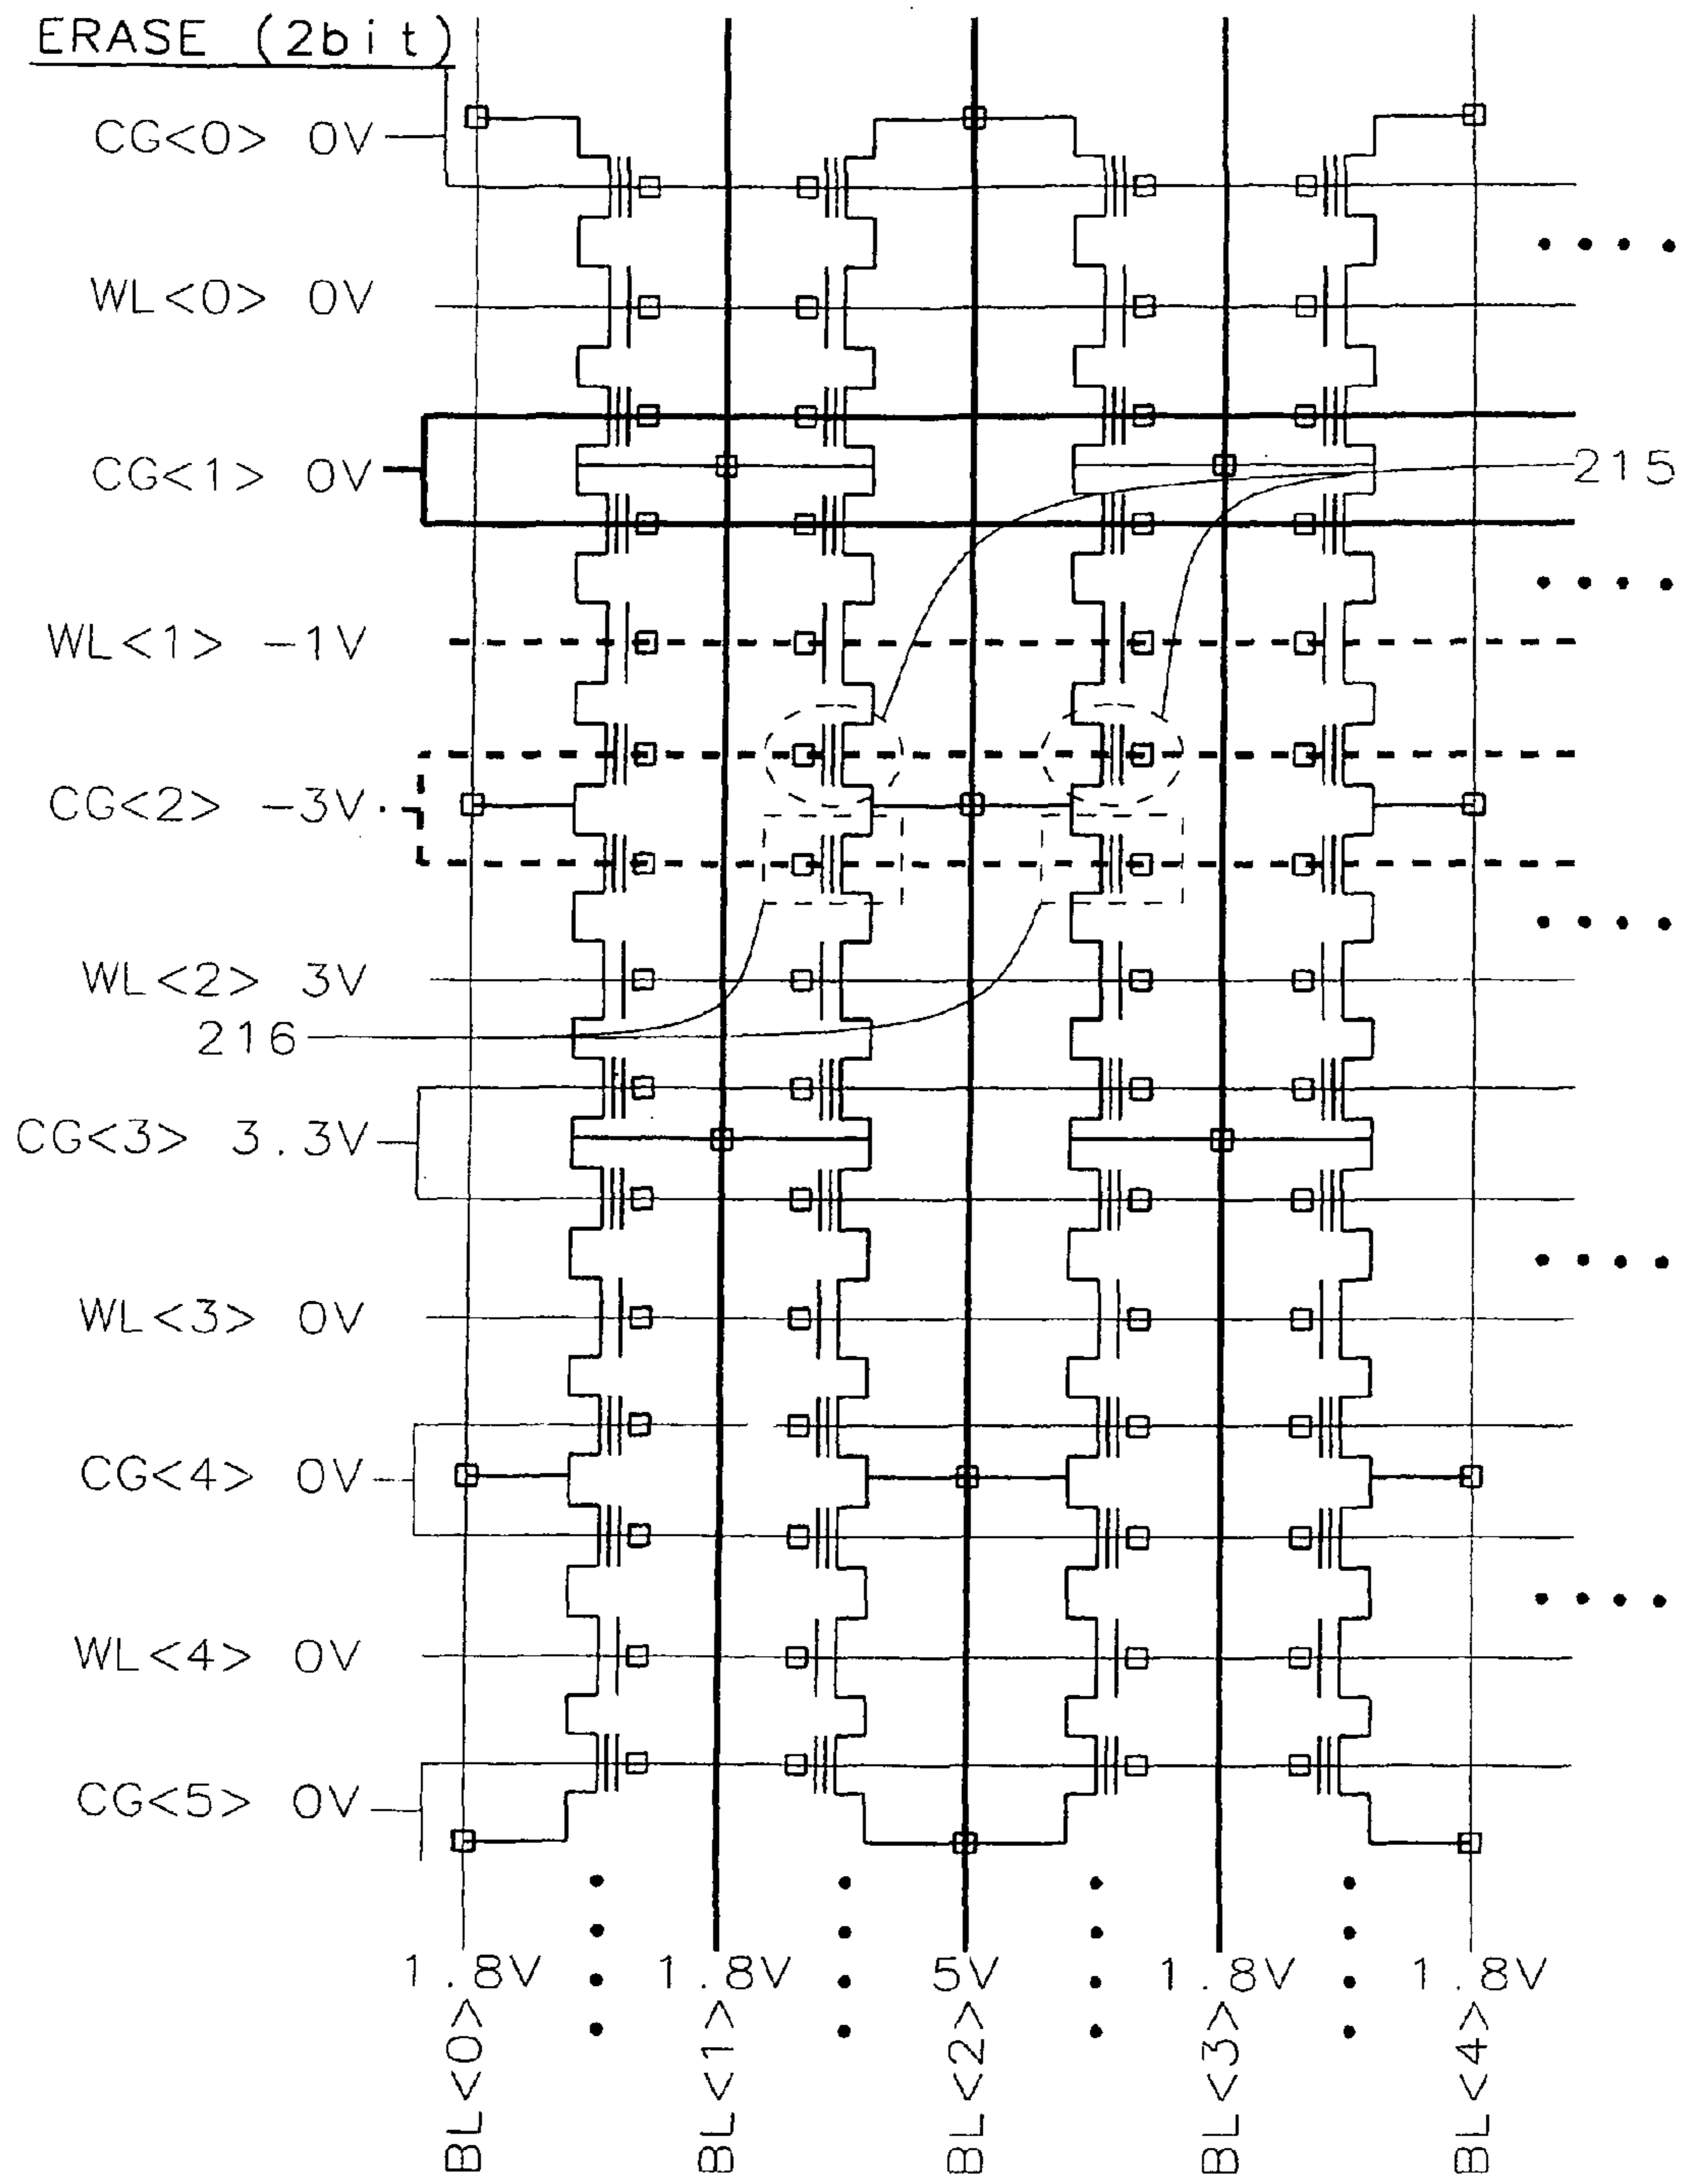 ERASE (2bit)
CG<0> 0V
WL<0> 0V
CG<1> 0V
215
WL<1> -1V
CG<2> -3V
WL<2> 3V
216
CG<3> 3.3V
WL<3> 0V
CG<4> 0V
WL<4> 0V
CG<5> 0V
1.8V 1.8V 5V 1.8V 1.8V
BL<0> BL<1> BL<2> BL<3> BL<4>